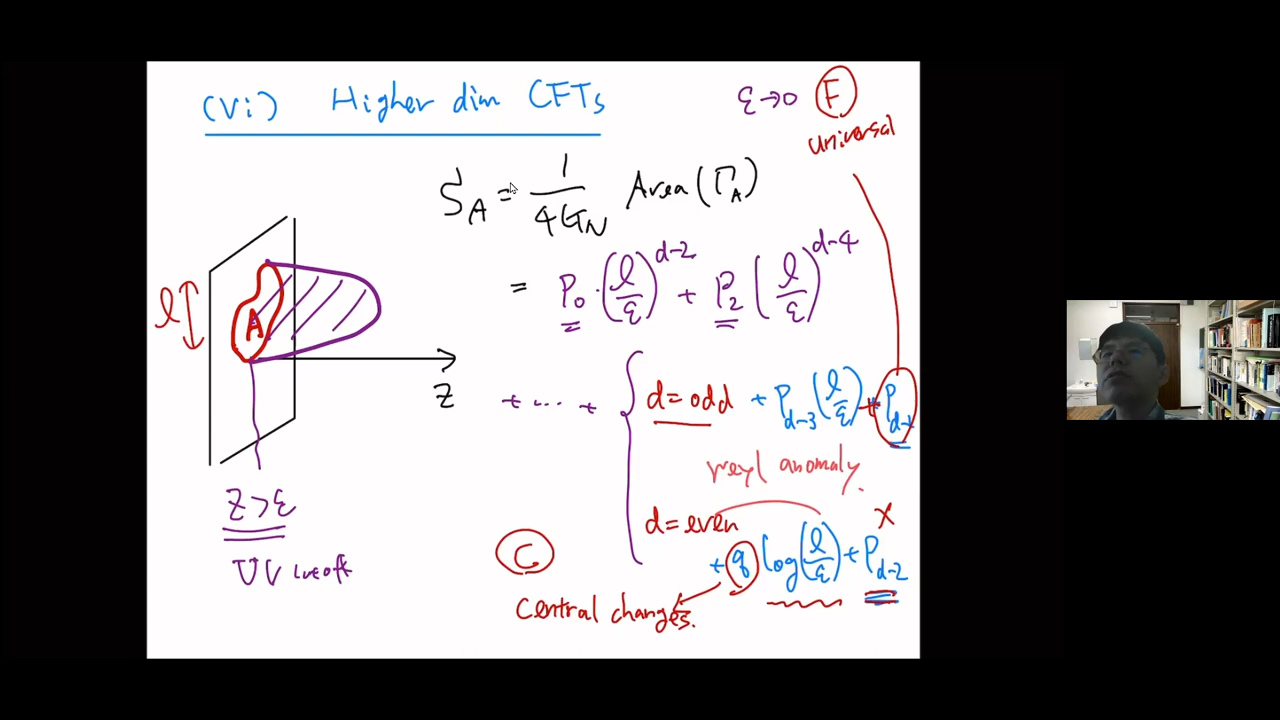 (vi) Higher dim CFTs
ε→0 F
universal
S_A = 1/4G_N Area(Γ_A)
= P_0·(l/ε)^{d-2} + P_2 (l/ε)^{d-4}
l
A
z
+ ... + { d=odd + P_{d-3}(l/ε) + P_{d-1}
weyl anomaly.
d=even
+ q log(l/ε) + P_{d-2}
x
z>ε
UV cutoff
C
Central changes.